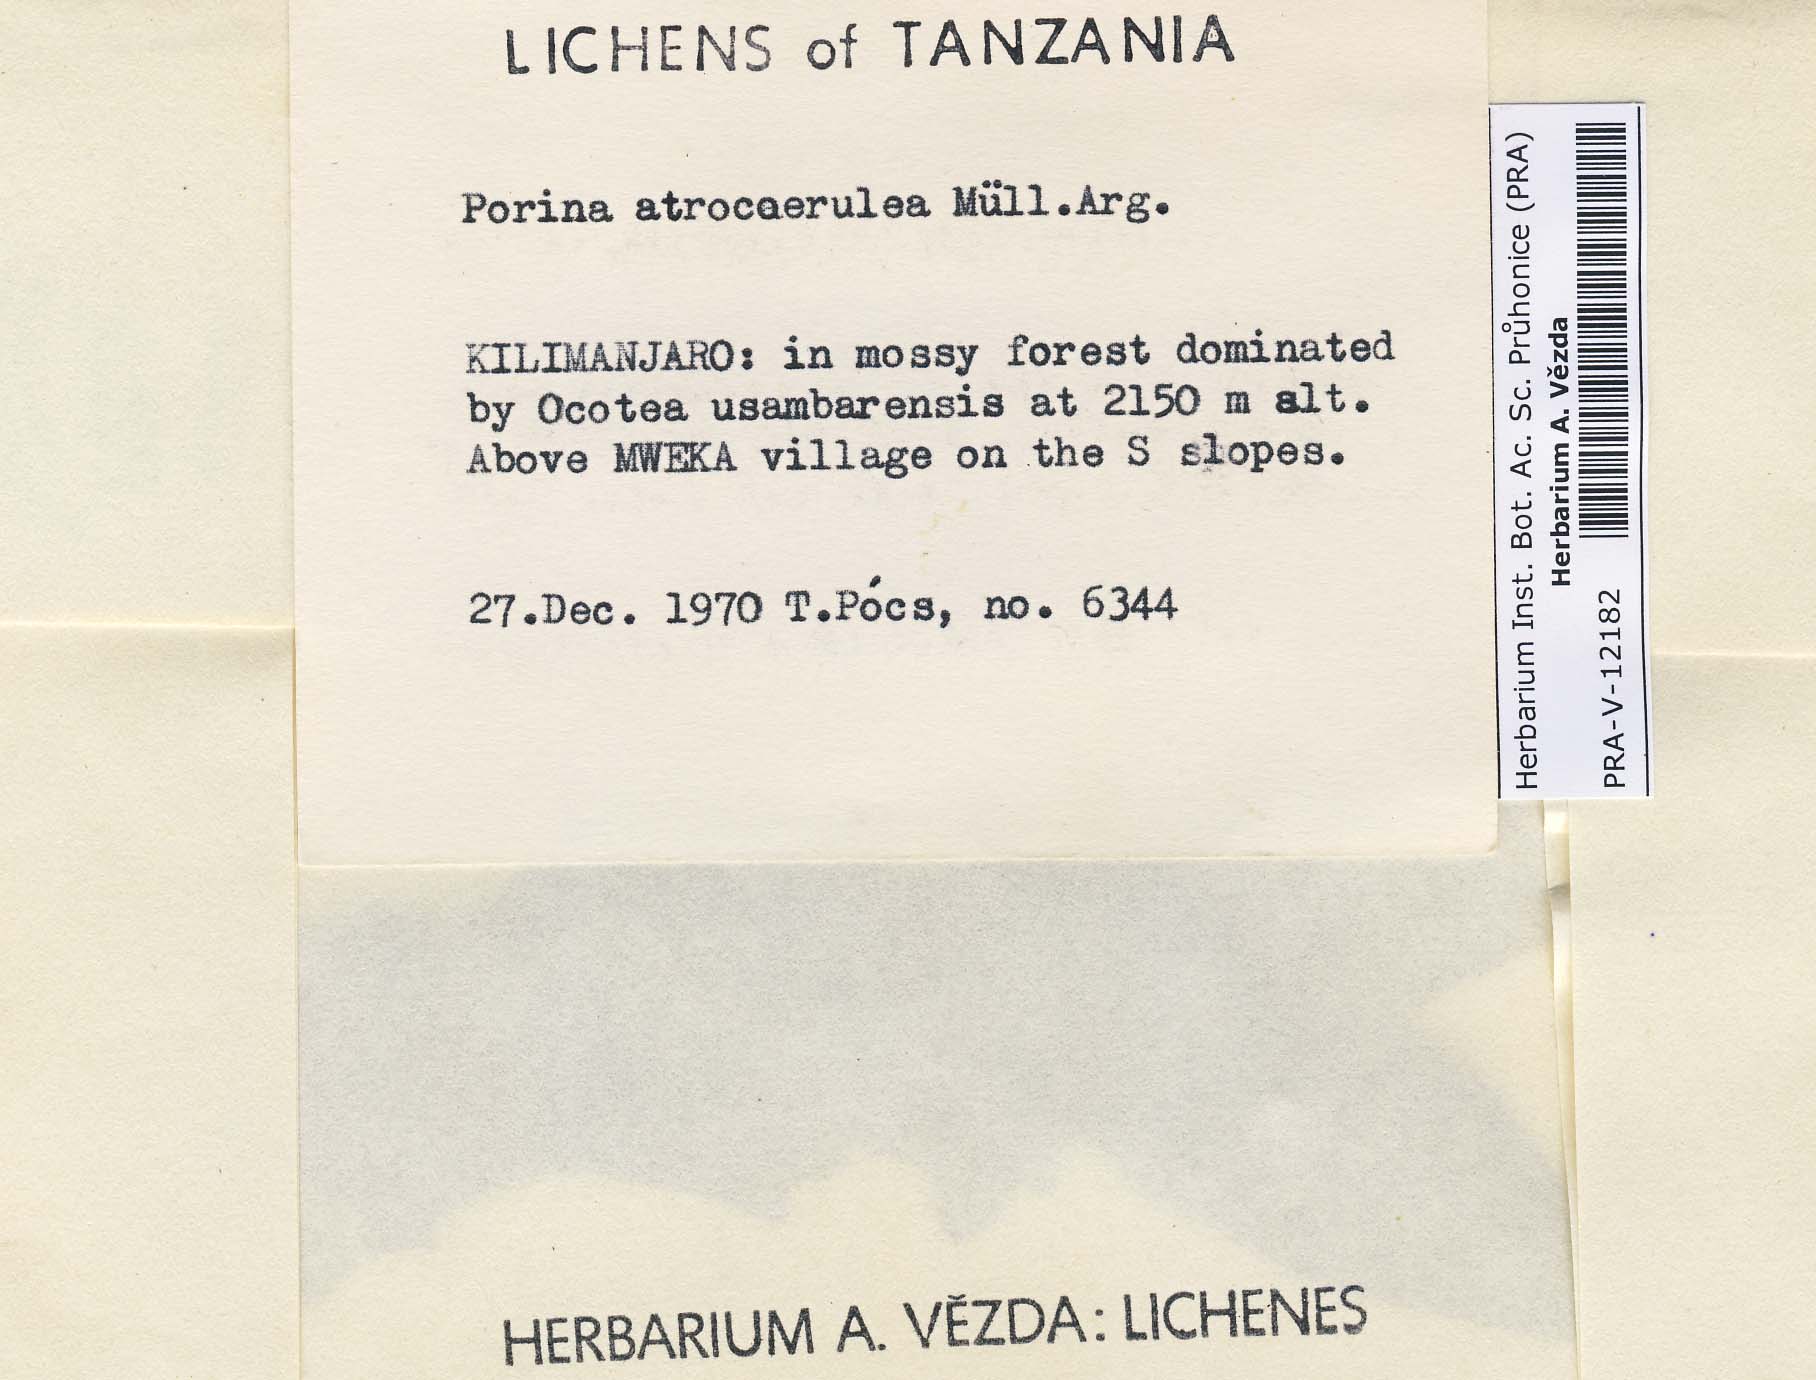 LICHENS of TANZANIA
Porina atrocaerulea Müll.Arg.
KILIMANJARO: in mossy forest dominated
by Ocotea usambarensis at 2150 m alt.
Above MWEKA village on the S slopes.
27.Dec. 1970 T.Pócs, no. 6344
Herbarium Inst. Bot. Ac. Sc. Průhonice (PRA)
Herbarium A. Vězda
PRA-V-12182
HERBARIUM A. VĚZDA: LICHENES